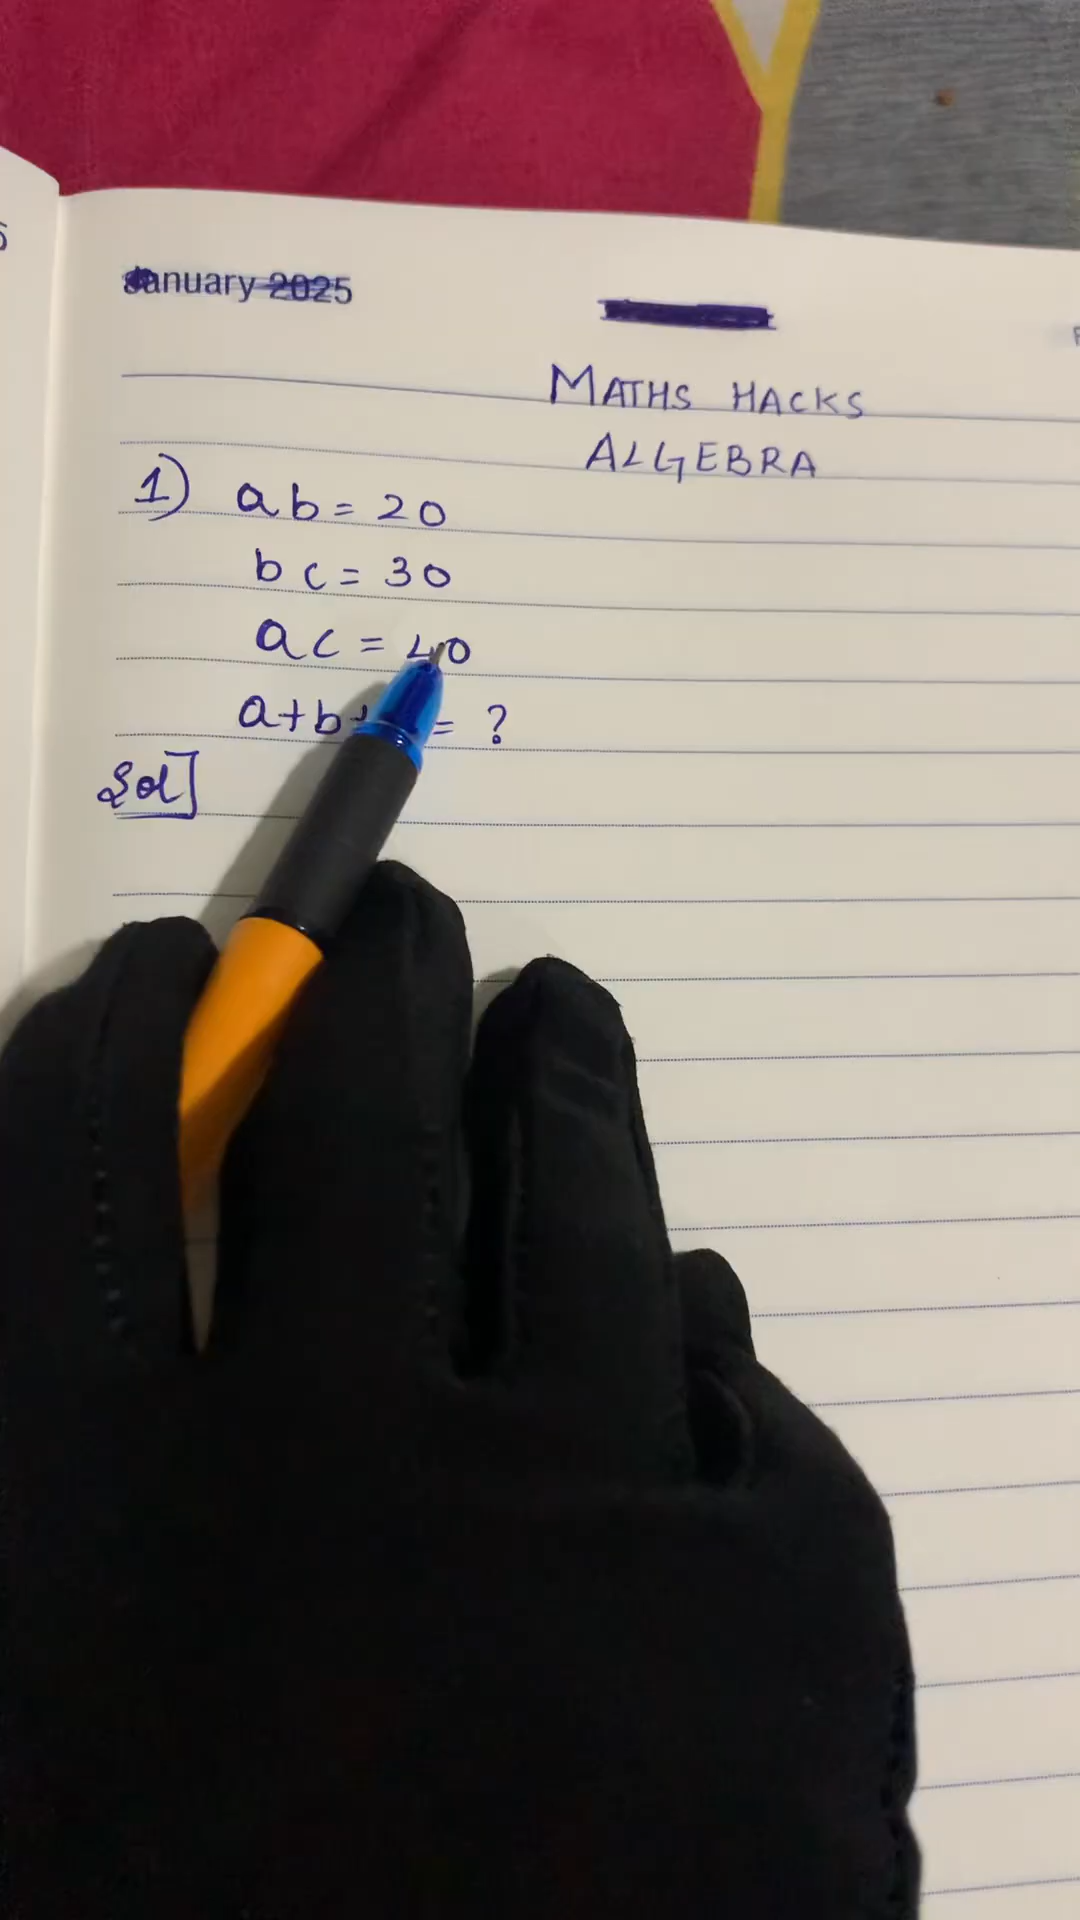 January 2025
MATHS HACKS
ALGEBRA
1) ab = 20
bc = 30
ac = 40
a+b+ = ?
Sol]